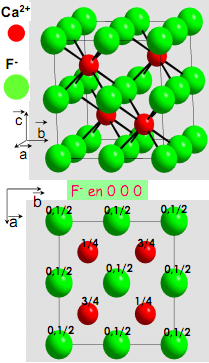 Ca²⁺
F⁻
c
b
a
b
F⁻ en 0 0 0
a
0,1/2 0,1/2 0,1/2
1/4 3/4
0,1/2 0,1/2 0,1/2
3/4 1/4
0,1/2 0,1/2 0,1/2